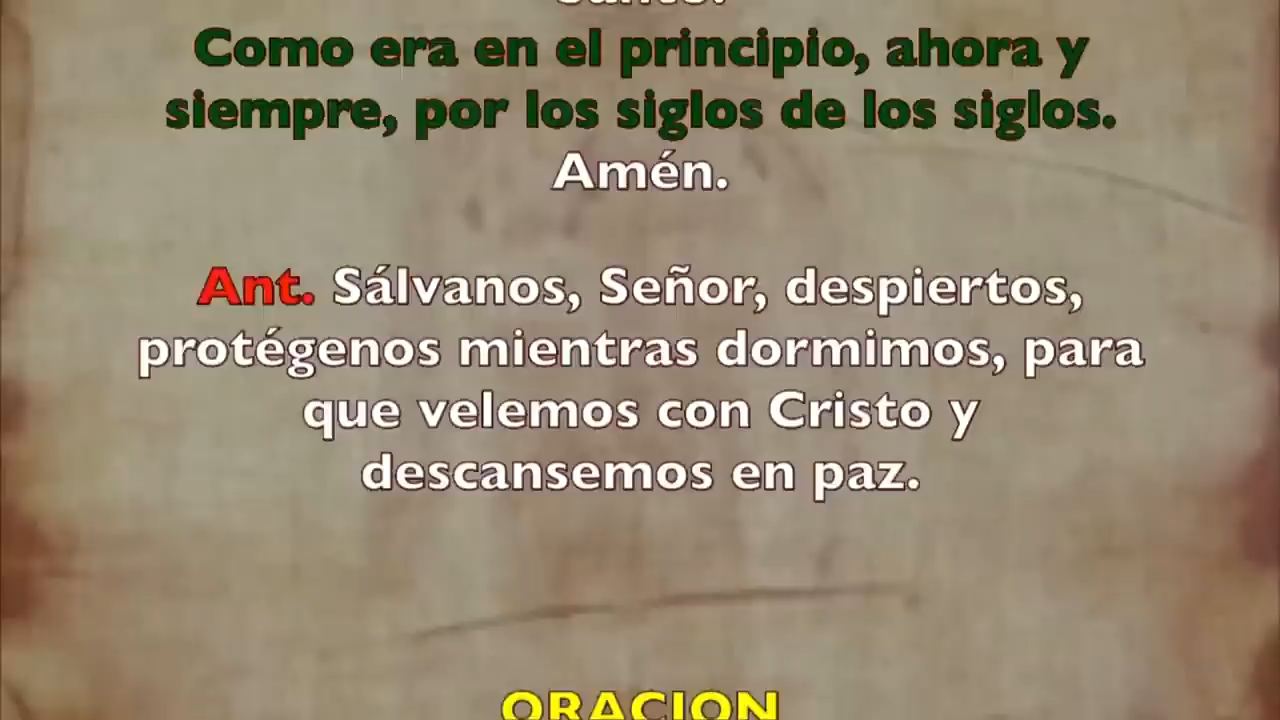 Como era en el principio, ahora y
siempre, por los siglos de los siglos.
Amén.
Ant. Sálvanos, Señor, despiertos,
protégenos mientras dormimos, para
que velemos con Cristo y
descansemos en paz.
ORACION